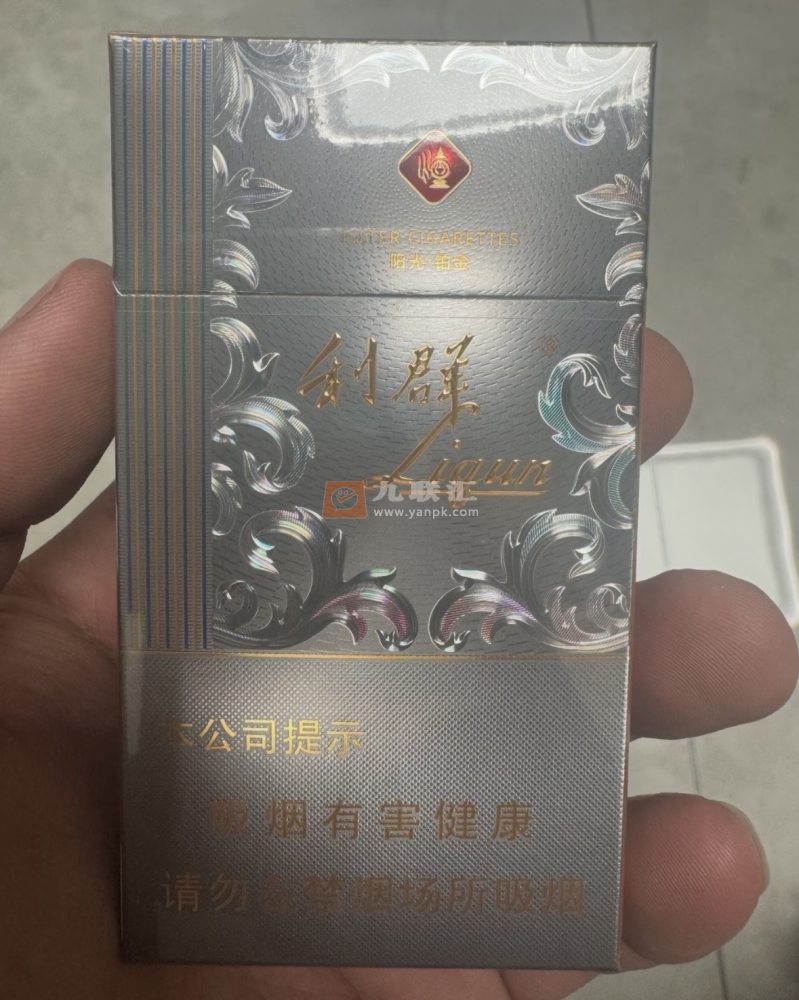 FILTER CIGARETTES
阳光·铂金
利群
®
Liqun
九联汇
www.yanpk.com
本公司提示
吸烟有害健康
请勿在禁烟场所吸烟